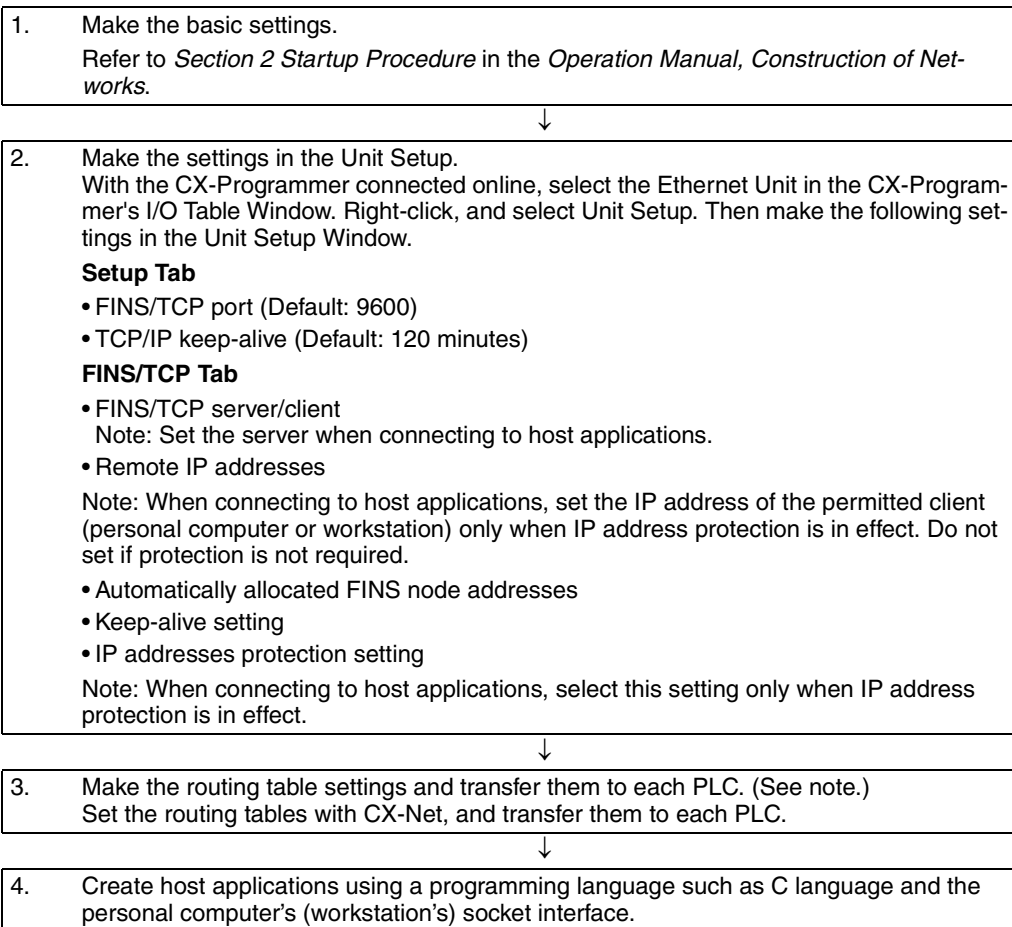 1. Make the basic settings.
Refer to Section 2 Startup Procedure in the Operation Manual, Construction of Net-
works.
↓
2. Make the settings in the Unit Setup.
With the CX-Programmer connected online, select the Ethernet Unit in the CX-Program-
mer's I/O Table Window. Right-click, and select Unit Setup. Then make the following set-
tings in the Unit Setup Window.
Setup Tab
• FINS/TCP port (Default: 9600)
• TCP/IP keep-alive (Default: 120 minutes)
FINS/TCP Tab
• FINS/TCP server/client
Note: Set the server when connecting to host applications.
• Remote IP addresses
Note: When connecting to host applications, set the IP address of the permitted client
(personal computer or workstation) only when IP address protection is in effect. Do not
set if protection is not required.
• Automatically allocated FINS node addresses
• Keep-alive setting
• IP addresses protection setting
Note: When connecting to host applications, select this setting only when IP address
protection is in effect.
↓
3. Make the routing table settings and transfer them to each PLC. (See note.)
Set the routing tables with CX-Net, and transfer them to each PLC.
↓
4. Create host applications using a programming language such as C language and the
personal computer's (workstation's) socket interface.